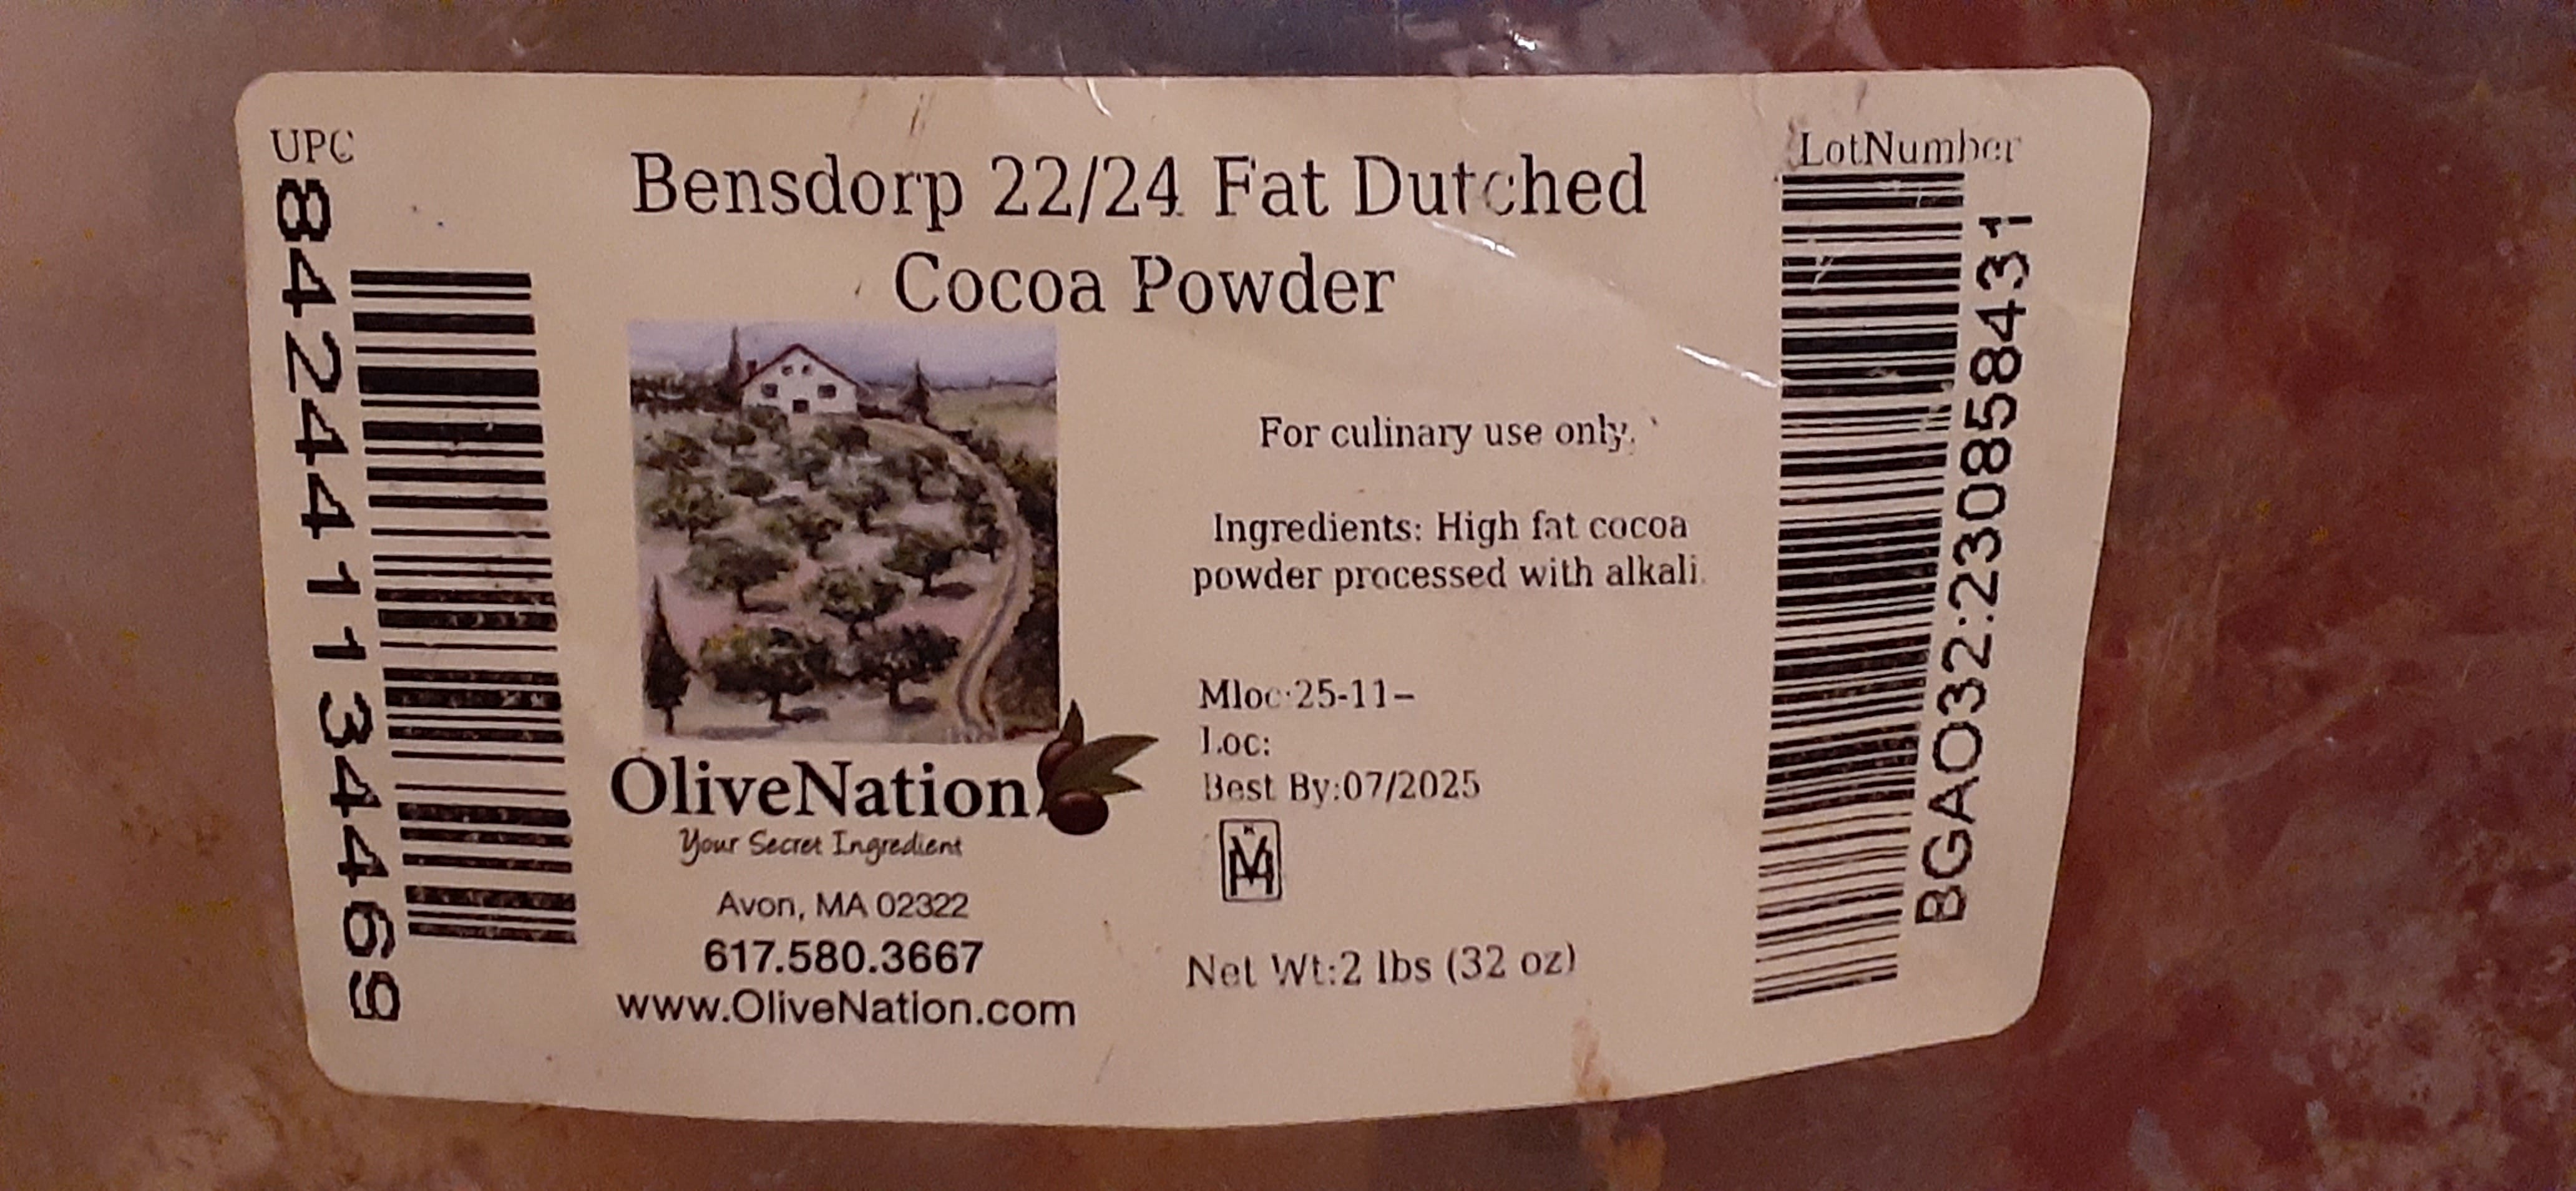 UPC
842441134469
Bensdorp 22/24 Fat Dutched
Cocoa Powder
For culinary use only.
Ingredients: High fat cocoa
powder processed with alkali.
Mloc:25-11-
Loc:
Best By:07/2025
Net Wt:2 lbs (32 oz)
OliveNation
Your Secret Ingredient
Avon, MA 02322
617.580.3667
www.OliveNation.com
LotNumber
BGAO32:230858431